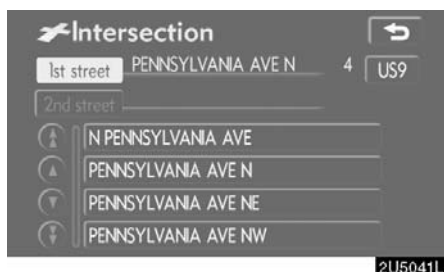 Intersection
1st street PENNSYLVANIA AVE N 4 US9
2nd street
N PENNSYLVANIA AVE
PENNSYLVANIA AVE N
PENNSYLVANIA AVE NE
PENNSYLVANIA AVE NW
2U5041L